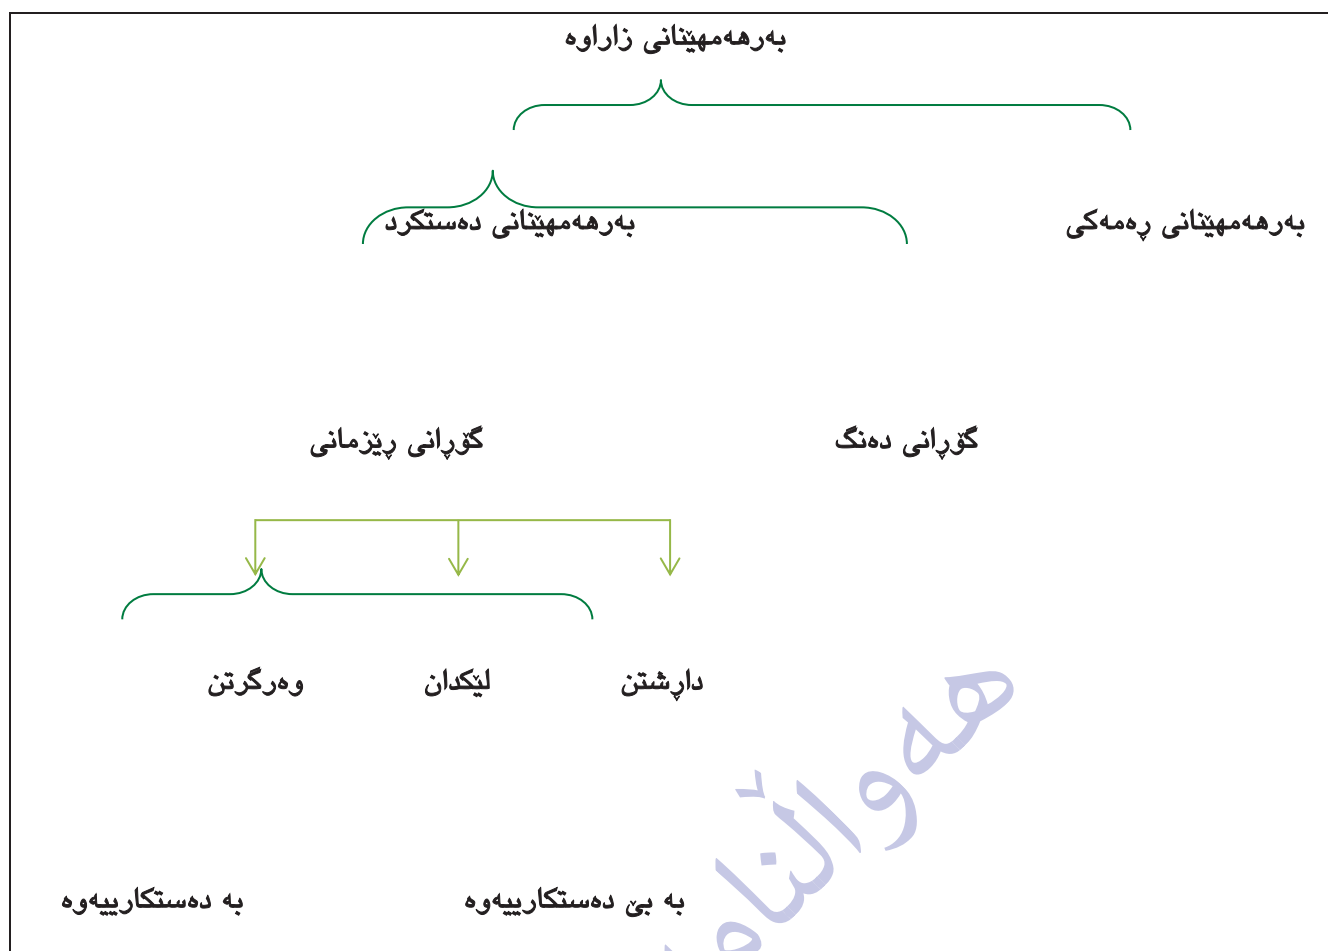 بەرهەمهێنانی زاراوە
بەرهەمهێنانی ڕەمەکی بەرهەمهێنانی دەستکرد
گۆڕانی دەنگ گۆڕانی ڕێزمانی
داڕشتن لێکدان وەرگرتن
بە بێ دەستکارییەوە بە دەستکارییەوە